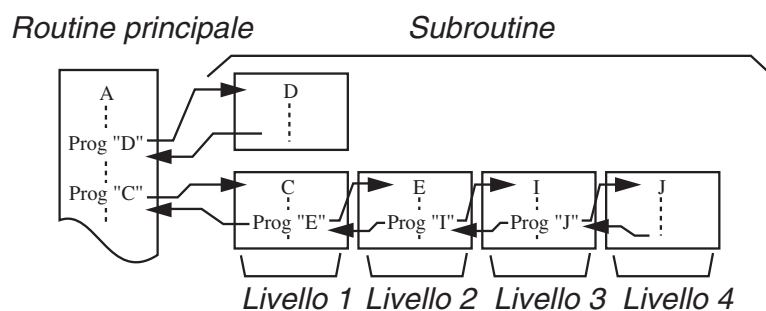 Routine principale
Subroutine
A
Prog "D"
Prog "C"
D
C
Prog "E"
E
Prog "I"
I
Prog "J"
J
Livello 1
Livello 2
Livello 3
Livello 4